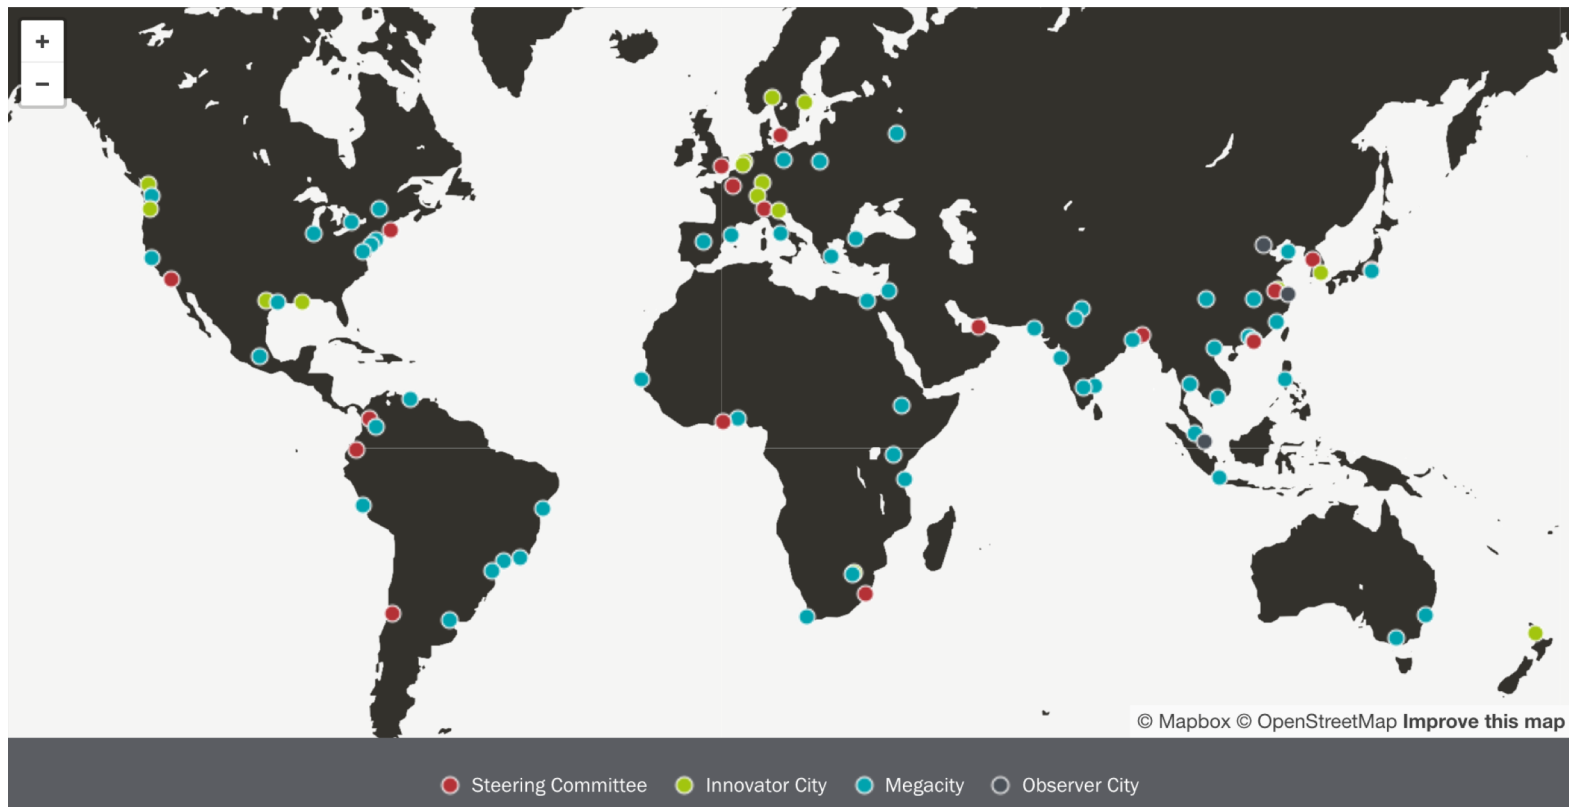 +
−
© Mapbox © OpenStreetMap Improve this map
Steering Committee Innovator City Megacity Observer City